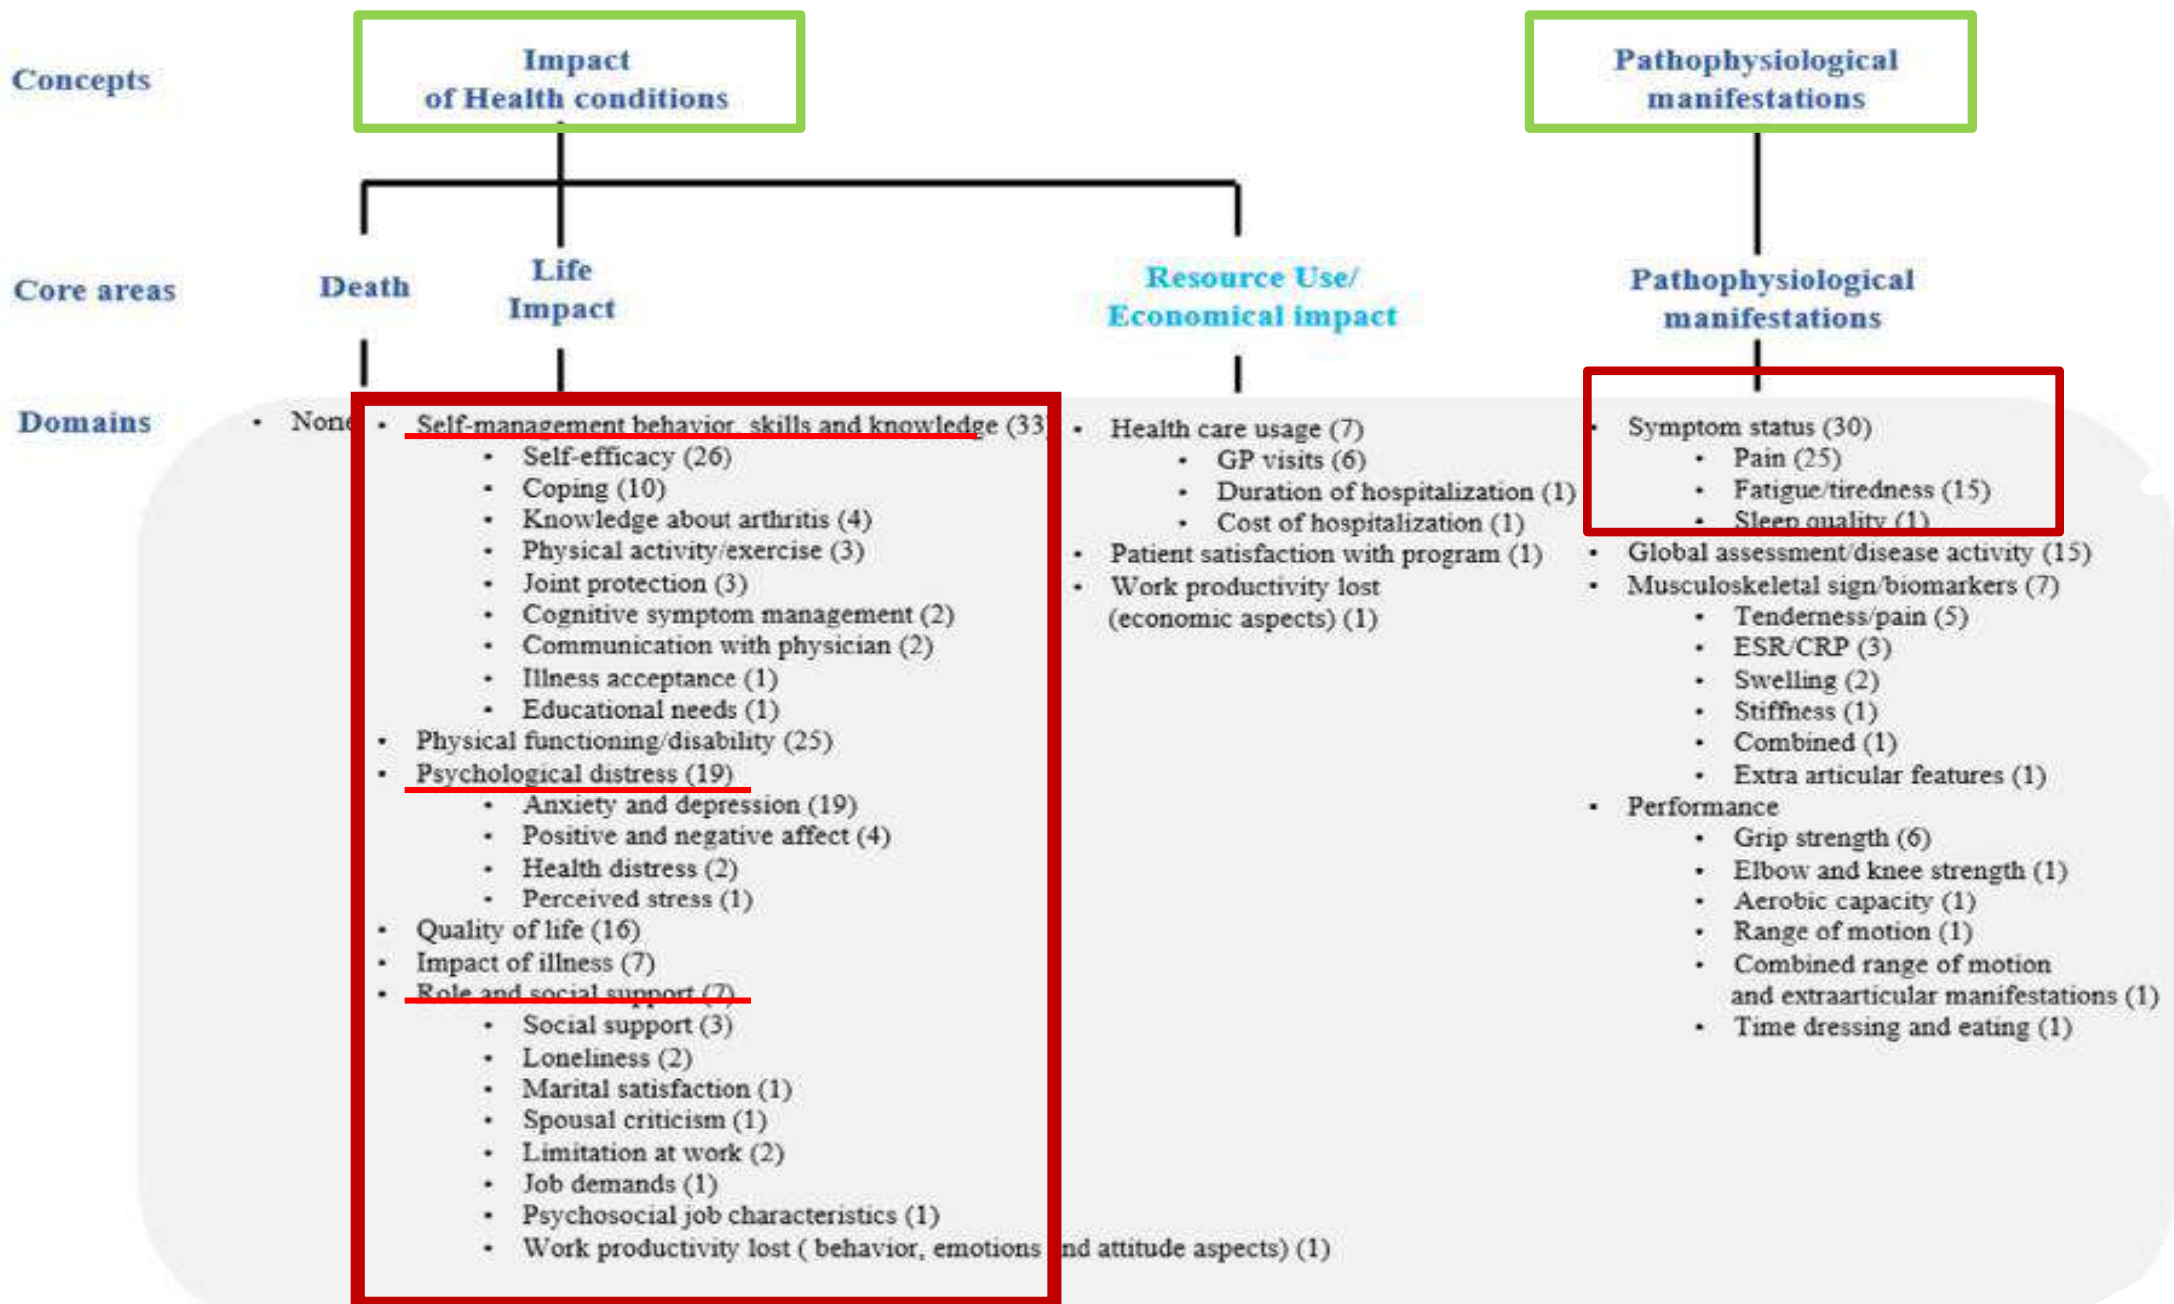 Concepts
Impact
of Health conditions
Pathophysiological
manifestations
Core areas
Death
Life
Impact
Resource Use/
Economical impact
Pathophysiological
manifestations
Domains
• None
• Self-management behavior, skills and knowledge (33)
• Self-efficacy (26)
• Coping (10)
• Knowledge about arthritis (4)
• Physical activity/exercise (3)
• Joint protection (3)
• Cognitive symptom management (2)
• Communication with physician (2)
• Illness acceptance (1)
• Educational needs (1)
• Physical functioning/disability (25)
• Psychological distress (19)
• Anxiety and depression (19)
• Positive and negative affect (4)
• Health distress (2)
• Perceived stress (1)
• Quality of life (16)
• Impact of illness (7)
• Role and social support (7)
• Social support (3)
• Loneliness (2)
• Marital satisfaction (1)
• Spousal criticism (1)
• Limitation at work (2)
• Job demands (1)
• Psychosocial job characteristics (1)
• Work productivity lost ( behavior, emotions and attitude aspects) (1)
• Health care usage (7)
• GP visits (6)
• Duration of hospitalization (1)
• Cost of hospitalization (1)
• Patient satisfaction with program (1)
• Work productivity lost
(economic aspects) (1)
• Symptom status (30)
• Pain (25)
• Fatigue/tiredness (15)
• Sleep quality (1)
• Global assessment/disease activity (15)
• Musculoskeletal sign/biomarkers (7)
• Tenderness/pain (5)
• ESR/CRP (3)
• Swelling (2)
• Stiffness (1)
• Combined (1)
• Extra articular features (1)
• Performance
• Grip strength (6)
• Elbow and knee strength (1)
• Aerobic capacity (1)
• Range of motion (1)
• Combined range of motion
and extraarticular manifestations (1)
• Time dressing and eating (1)